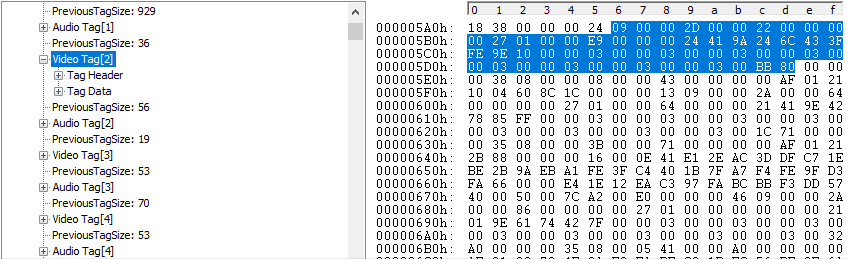 PreviousTagSize: 929
Audio Tag[1]
PreviousTagSize: 36
Video Tag[2]
Tag Header
Tag Data
PreviousTagSize: 56
Audio Tag[2]
PreviousTagSize: 19
Video Tag[3]
PreviousTagSize: 53
Audio Tag[3]
PreviousTagSize: 70
Video Tag[4]
PreviousTagSize: 53
Audio Tag[4]
0 1 2 3 4 5 6 7 8 9 a b c d e f
000005A0h: 18 38 00 00 00 24 09 00 00 2D 00 00 22 00 00 00
000005B0h: 00 27 01 00 00 E9 00 00 00 24 41 9A 24 6C 43 3F
000005C0h: FE 9E 10 00 00 03 00 00 03 00 00 03 00 00 03 00
000005D0h: 00 03 00 00 03 00 00 03 00 00 03 00 BB 80 00 00
000005E0h: 00 38 08 00 00 08 00 00 43 00 00 00 00 AF 01 21
000005F0h: 10 04 60 8C 1C 00 00 00 13 09 00 00 2A 00 00 64
00000600h: 00 00 00 00 27 01 00 00 64 00 00 00 21 41 9E 42
00000610h: 78 85 FF 00 00 03 00 00 03 00 00 03 00 00 03 00
00000620h: 00 03 00 00 03 00 00 03 00 00 03 00 1C 71 00 00
00000630h: 00 35 08 00 00 3B 00 00 71 00 00 00 00 AF 01 21
00000640h: 2B 88 00 00 00 16 00 0E 41 E1 2E AC 3D DF C7 1E
00000650h: BE 2B 9A EB A1 FE 3F C4 40 1B 7F A7 F4 FE 9F D3
00000660h: FA 66 00 00 E4 1E 12 EA C3 97 FA BC BB F3 DD 57
00000670h: 40 00 50 00 7C A2 00 E0 00 00 00 46 09 00 00 2A
00000680h: 00 00 86 00 00 00 00 27 01 00 00 00 00 00 00 21
00000690h: 01 9E 61 74 42 7F 00 00 03 00 00 03 00 00 03 00
000006A0h: 00 03 00 00 03 00 00 03 00 00 03 00 00 03 00 32
000006B0h: A0 00 00 00 35 08 00 05 41 00 00 A0 00 00 00 00